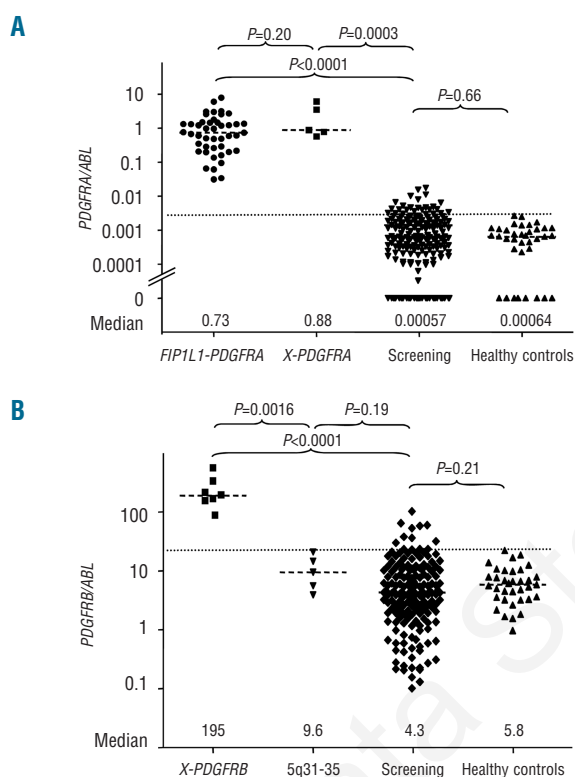 A
P=0.20
P=0.0003
P<0.0001
P=0.66
PDGFRA/ABL
10
1
0.1
0.01
0.001
0.0001
0
Median
0.73
0.88
0.00057
0.00064
FIP1L1-PDGFRA
X-PDGFRA
Screening
Healthy controls
B
P=0.0016
P=0.19
P<0.0001
P=0.21
PDGFRB/ABL
100
10
1
0.1
Median
195
9.6
4.3
5.8
X-PDGFRB
5q31-35
Screening
Healthy controls